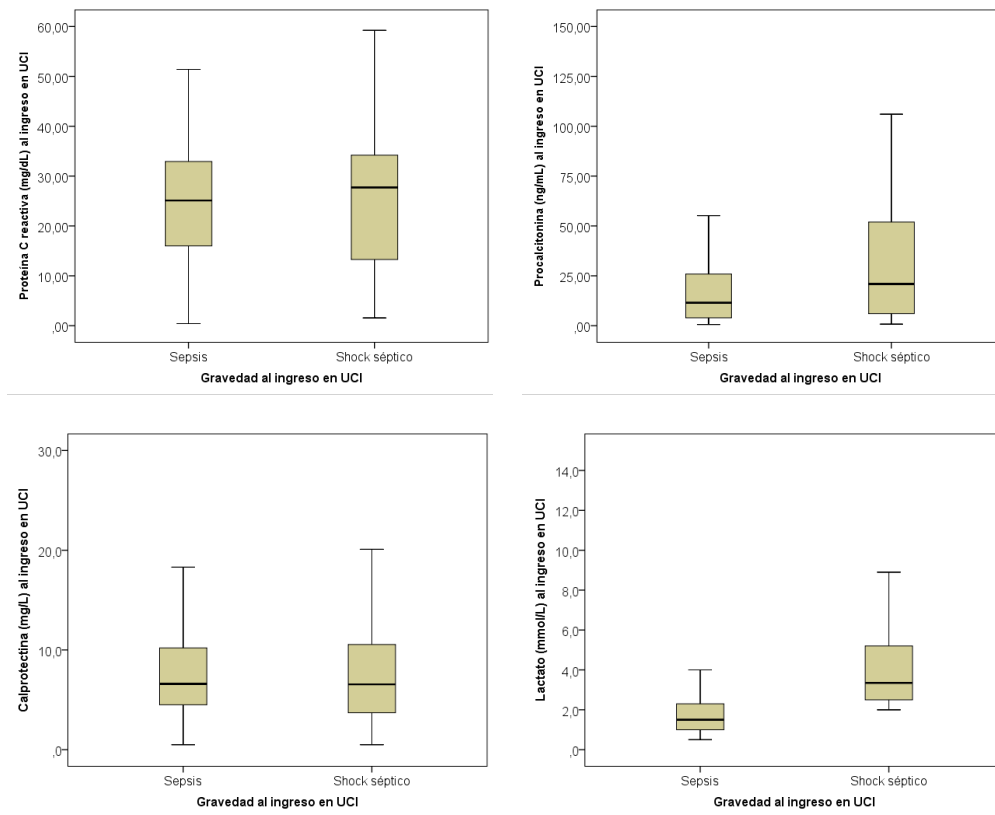 Proteína C reactiva (mg/dL) al ingreso en UCI
60,00
50,00
40,00
30,00
20,00
10,00
,00
Sepsis
Shock séptico
Gravedad al ingreso en UCI
Procalcitonina (ng/mL) al ingreso en UCI
150,00
125,00
100,00
75,00
50,00
25,00
,00
Sepsis
Shock séptico
Gravedad al ingreso en UCI
Calprotectina (mg/L) al ingreso en UCI
30,0
20,0
10,0
,0
Sepsis
Shock séptico
Gravedad al ingreso en UCI
Lactato (mmol/L) al ingreso en UCI
14,0
12,0
10,0
8,0
6,0
4,0
2,0
,0
Sepsis
Shock séptico
Gravedad al ingreso en UCI